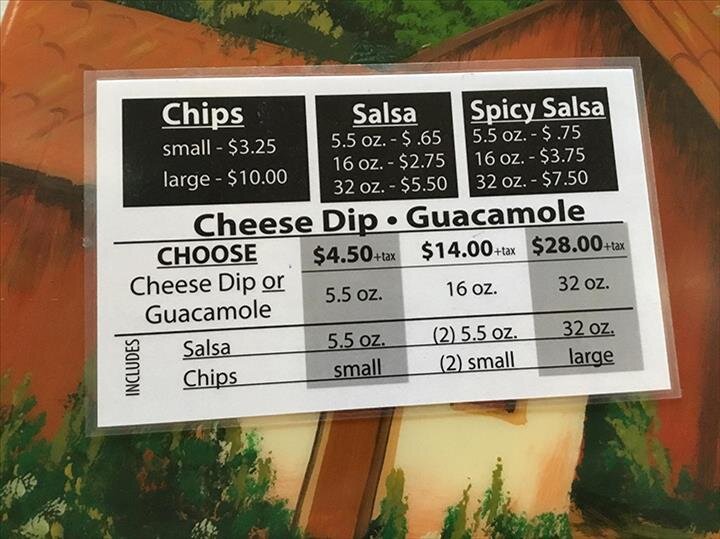 Chips
small - $3.25
large - $10.00
Salsa
5.5 oz. - $ .65
16 oz. - $2.75
32 oz. - $5.50
Spicy Salsa
5.5 oz. - $ .75
16 oz. - $3.75
32 oz. - $7.50
Cheese Dip • Guacamole
CHOOSE $4.50+tax $14.00+tax $28.00+tax
Cheese Dip or
Guacamole
5.5 oz. 16 oz. 32 oz.
INCLUDES
Salsa 5.5 oz. (2) 5.5 oz. 32 oz.
Chips small (2) small large